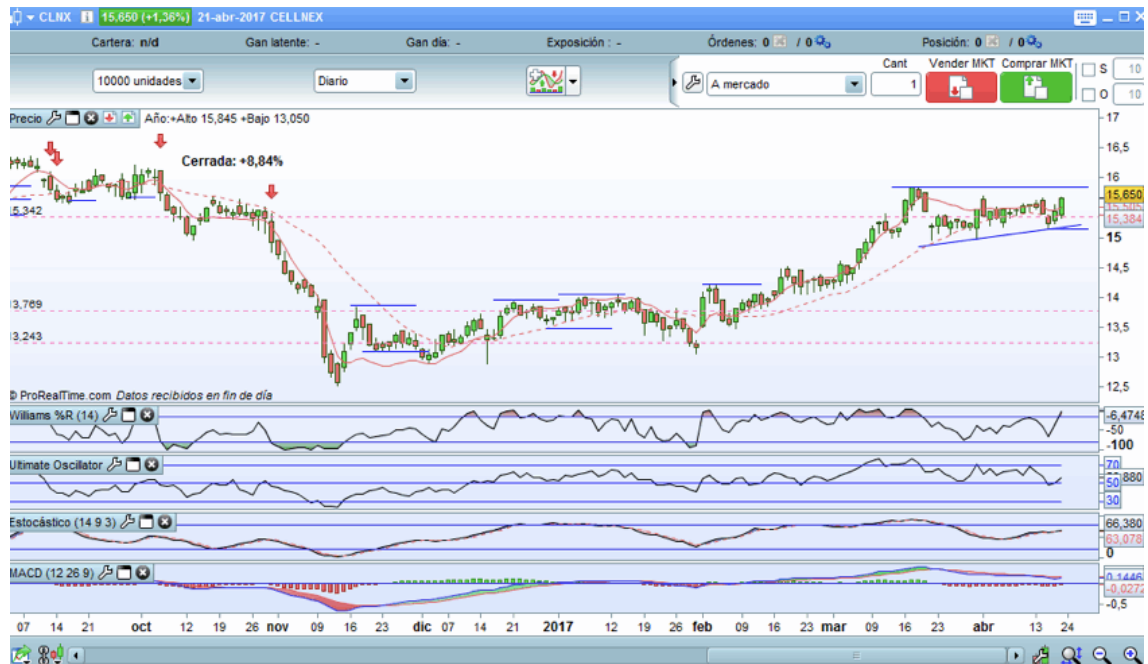 CLNX 15,650 (+1,36%) 21-abr-2017 CELLNEX
Cartera: n/d Gan latente: - Gan día: - Exposición : - Órdenes: 0 / 0 Posición: 0 / 0
Cant Vender MKT Comprar MKT S 10
10000 unidades Diario A mercado 1 O 10
Precio Año:+Alto 15,845 +Bajo 13,050
17
16,5
Cerrada: +8,84%
16
15,650
15,342
15,384
15
14,5
14
3,769
13,5
3,243
13
12,5
© ProRealTime.com Datos recibidos en fin de día
Williams %R (14)
-6,4748
-50
-100
Ultimate Oscillator
70
50
30
Estocástico (14 9 3)
66,380
63,078
0
MACD (12 26 9)
0,1446
-0,0272
-0,5
07 14 21 oct 12 19 26 nov 09 16 23 dic 07 14 21 2017 12 19 26 feb 09 16 23 mar 09 16 23 abr 13 24